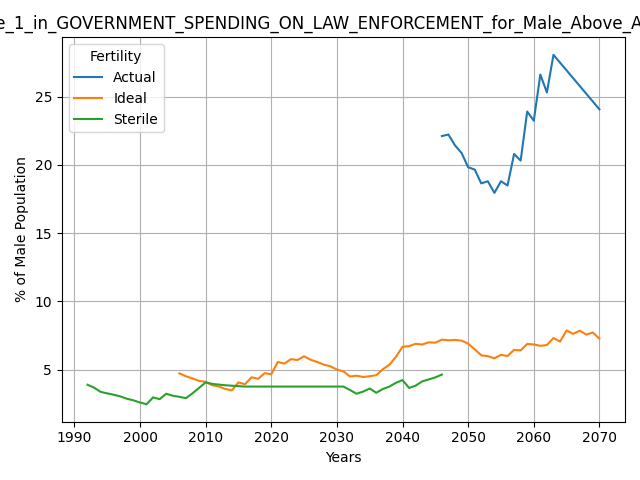 e_1_in_GOVERNMENT_SPENDING_ON_LAW_ENFORCEMENT_for_Male_Above_A
Fertility
Actual
Ideal
Sterile
% of Male Population
25
20
15
10
5
1990 2000 2010 2020 2030 2040 2050 2060 2070
Years